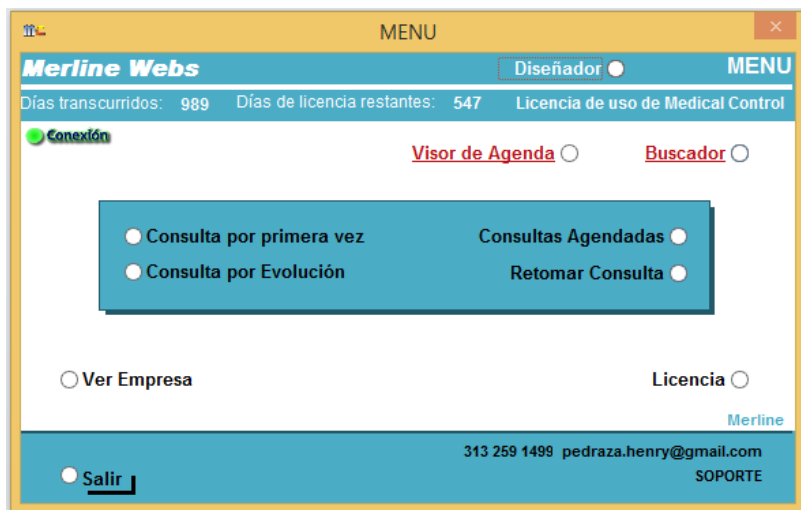 MENU
Merline Webs Diseñador MENU
Días transcurridos: 989 Días de licencia restantes: 547 Licencia de uso de Medical Control
Conexión
Visor de Agenda Buscador
Consulta por primera vez Consultas Agendadas
Consulta por Evolución Retomar Consulta
Ver Empresa Licencia
Merline
313 259 1499 pedraza.henry@gmail.com
Salir SOPORTE